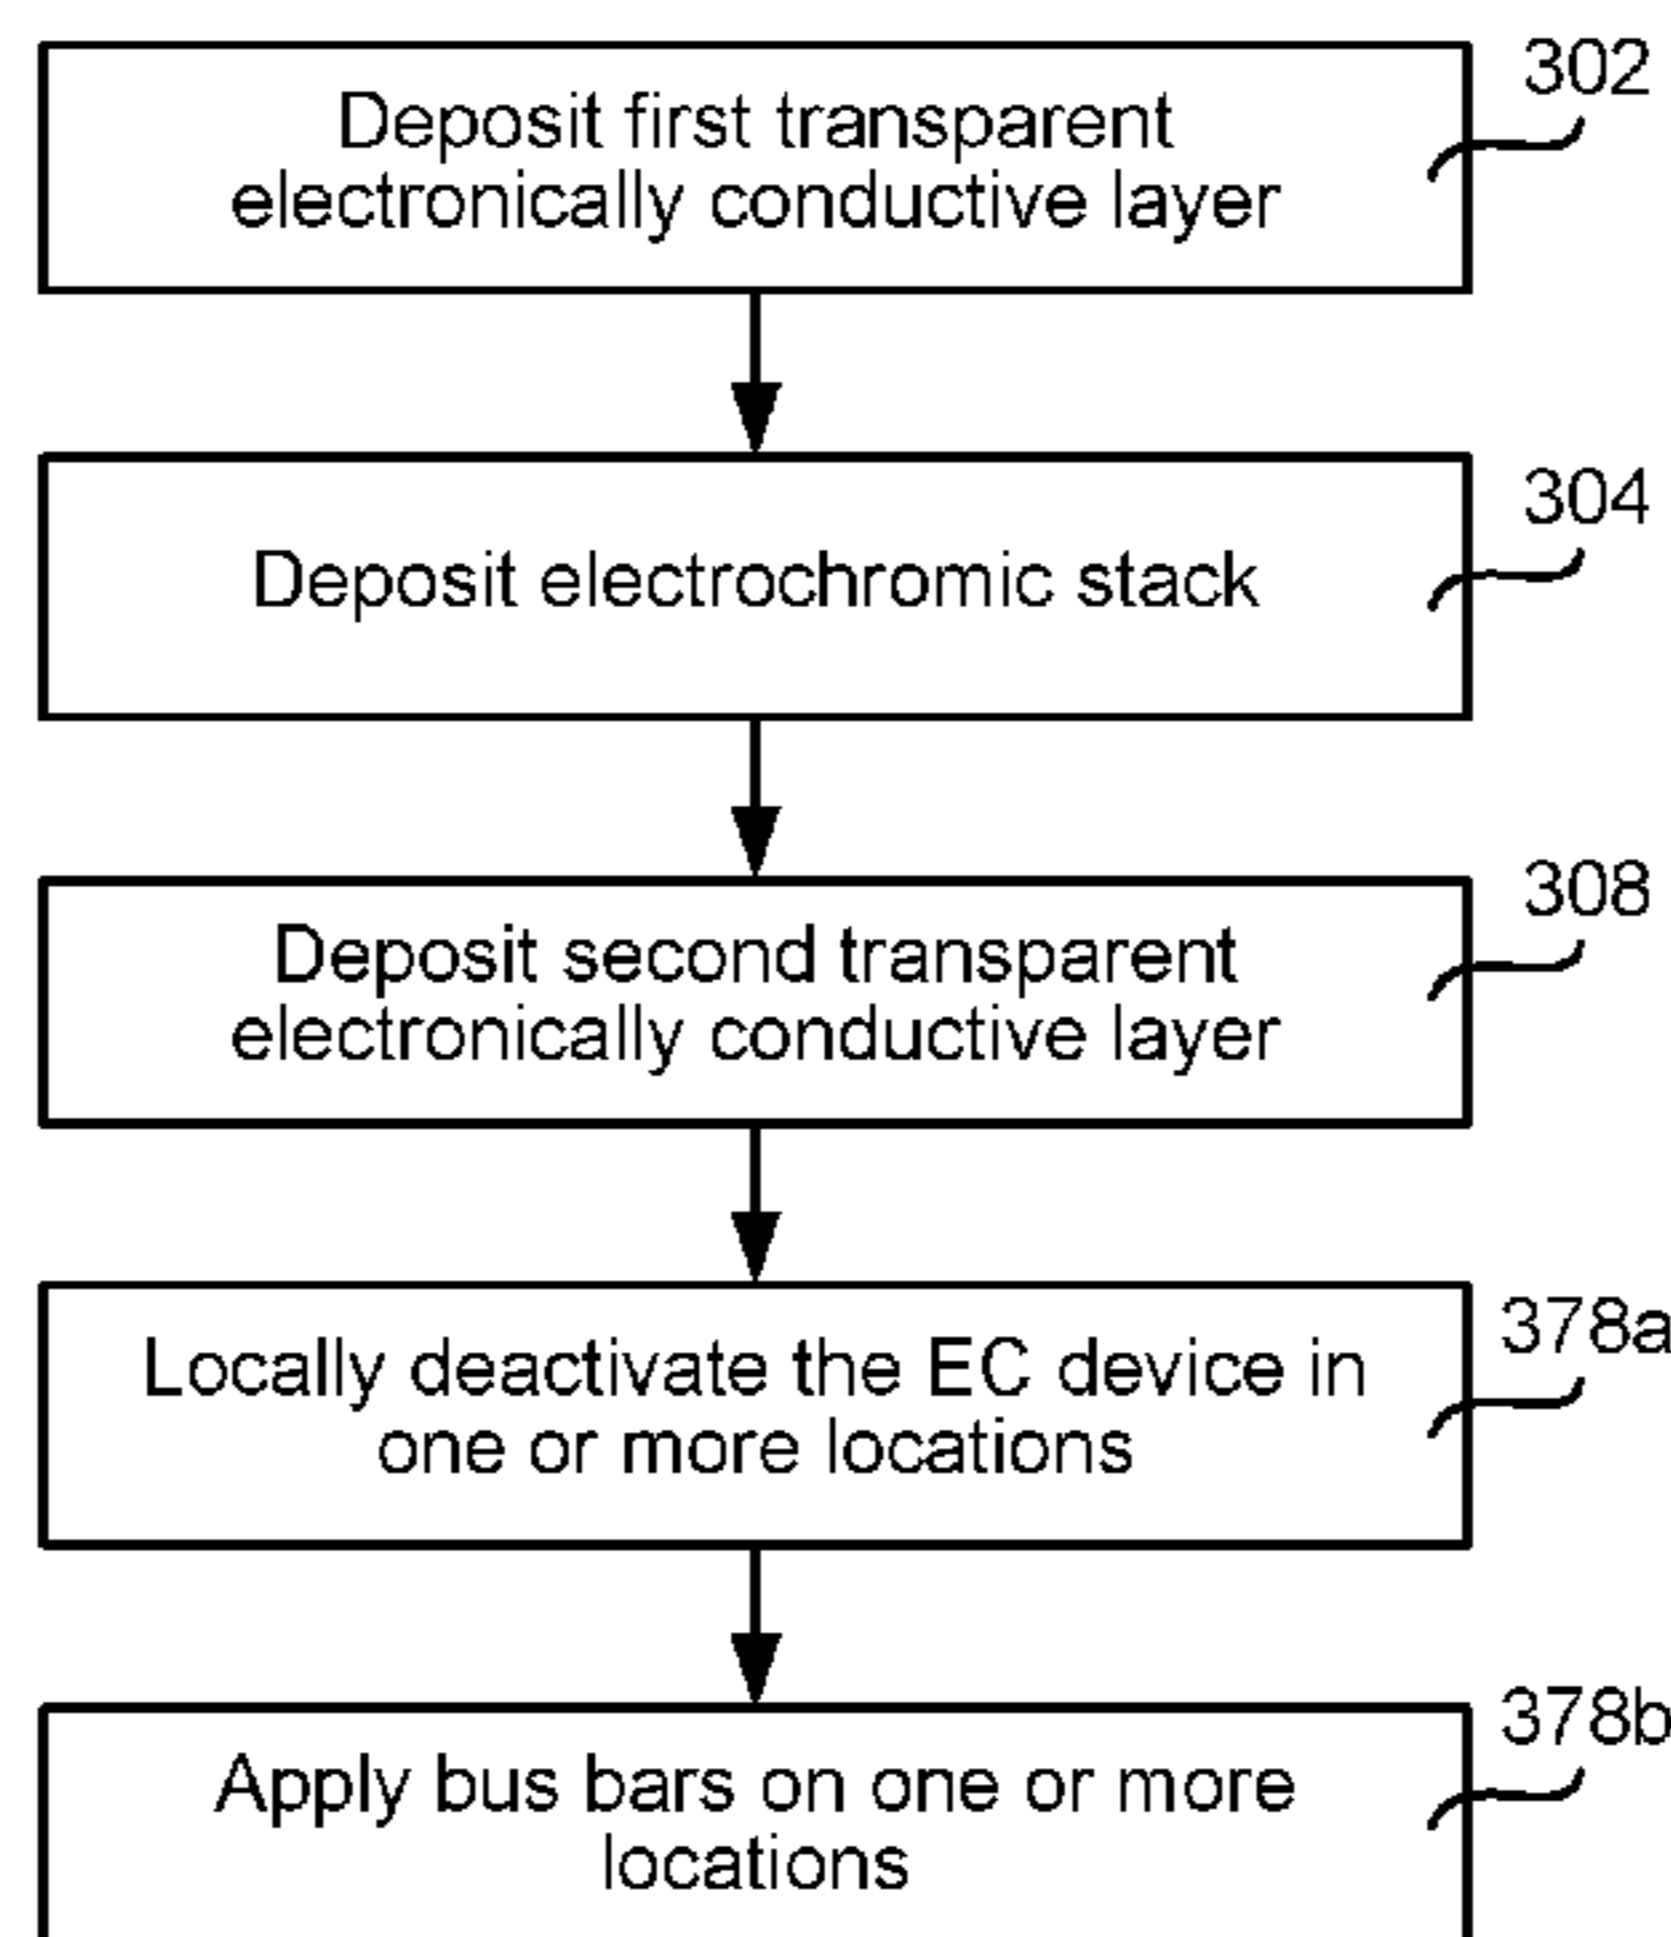 302
Deposit first transparent
electronically conductive layer
304
Deposit electrochromic stack
308
Deposit second transparent
electronically conductive layer
378a
Locally deactivate the EC device in
one or more locations
378b
Apply bus bars on one or more
locations